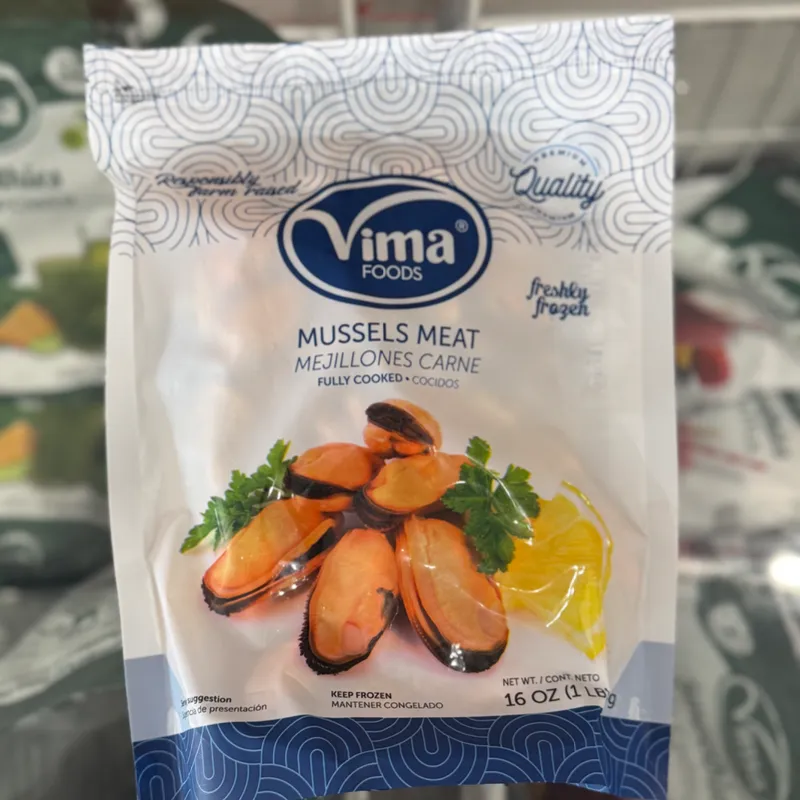 Responsibly
farm raised
PREMIUM
Quality
PREMIUM
Vima®
FOODS
freshly
frozen
MUSSELS MEAT
MEJILLONES CARNE
FULLY COOKED • COCIDOS
suggestion
de presentación
KEEP FROZEN
MANTENER CONGELADO
NET WT. / CONT. NETO
16 OZ (1 LB)